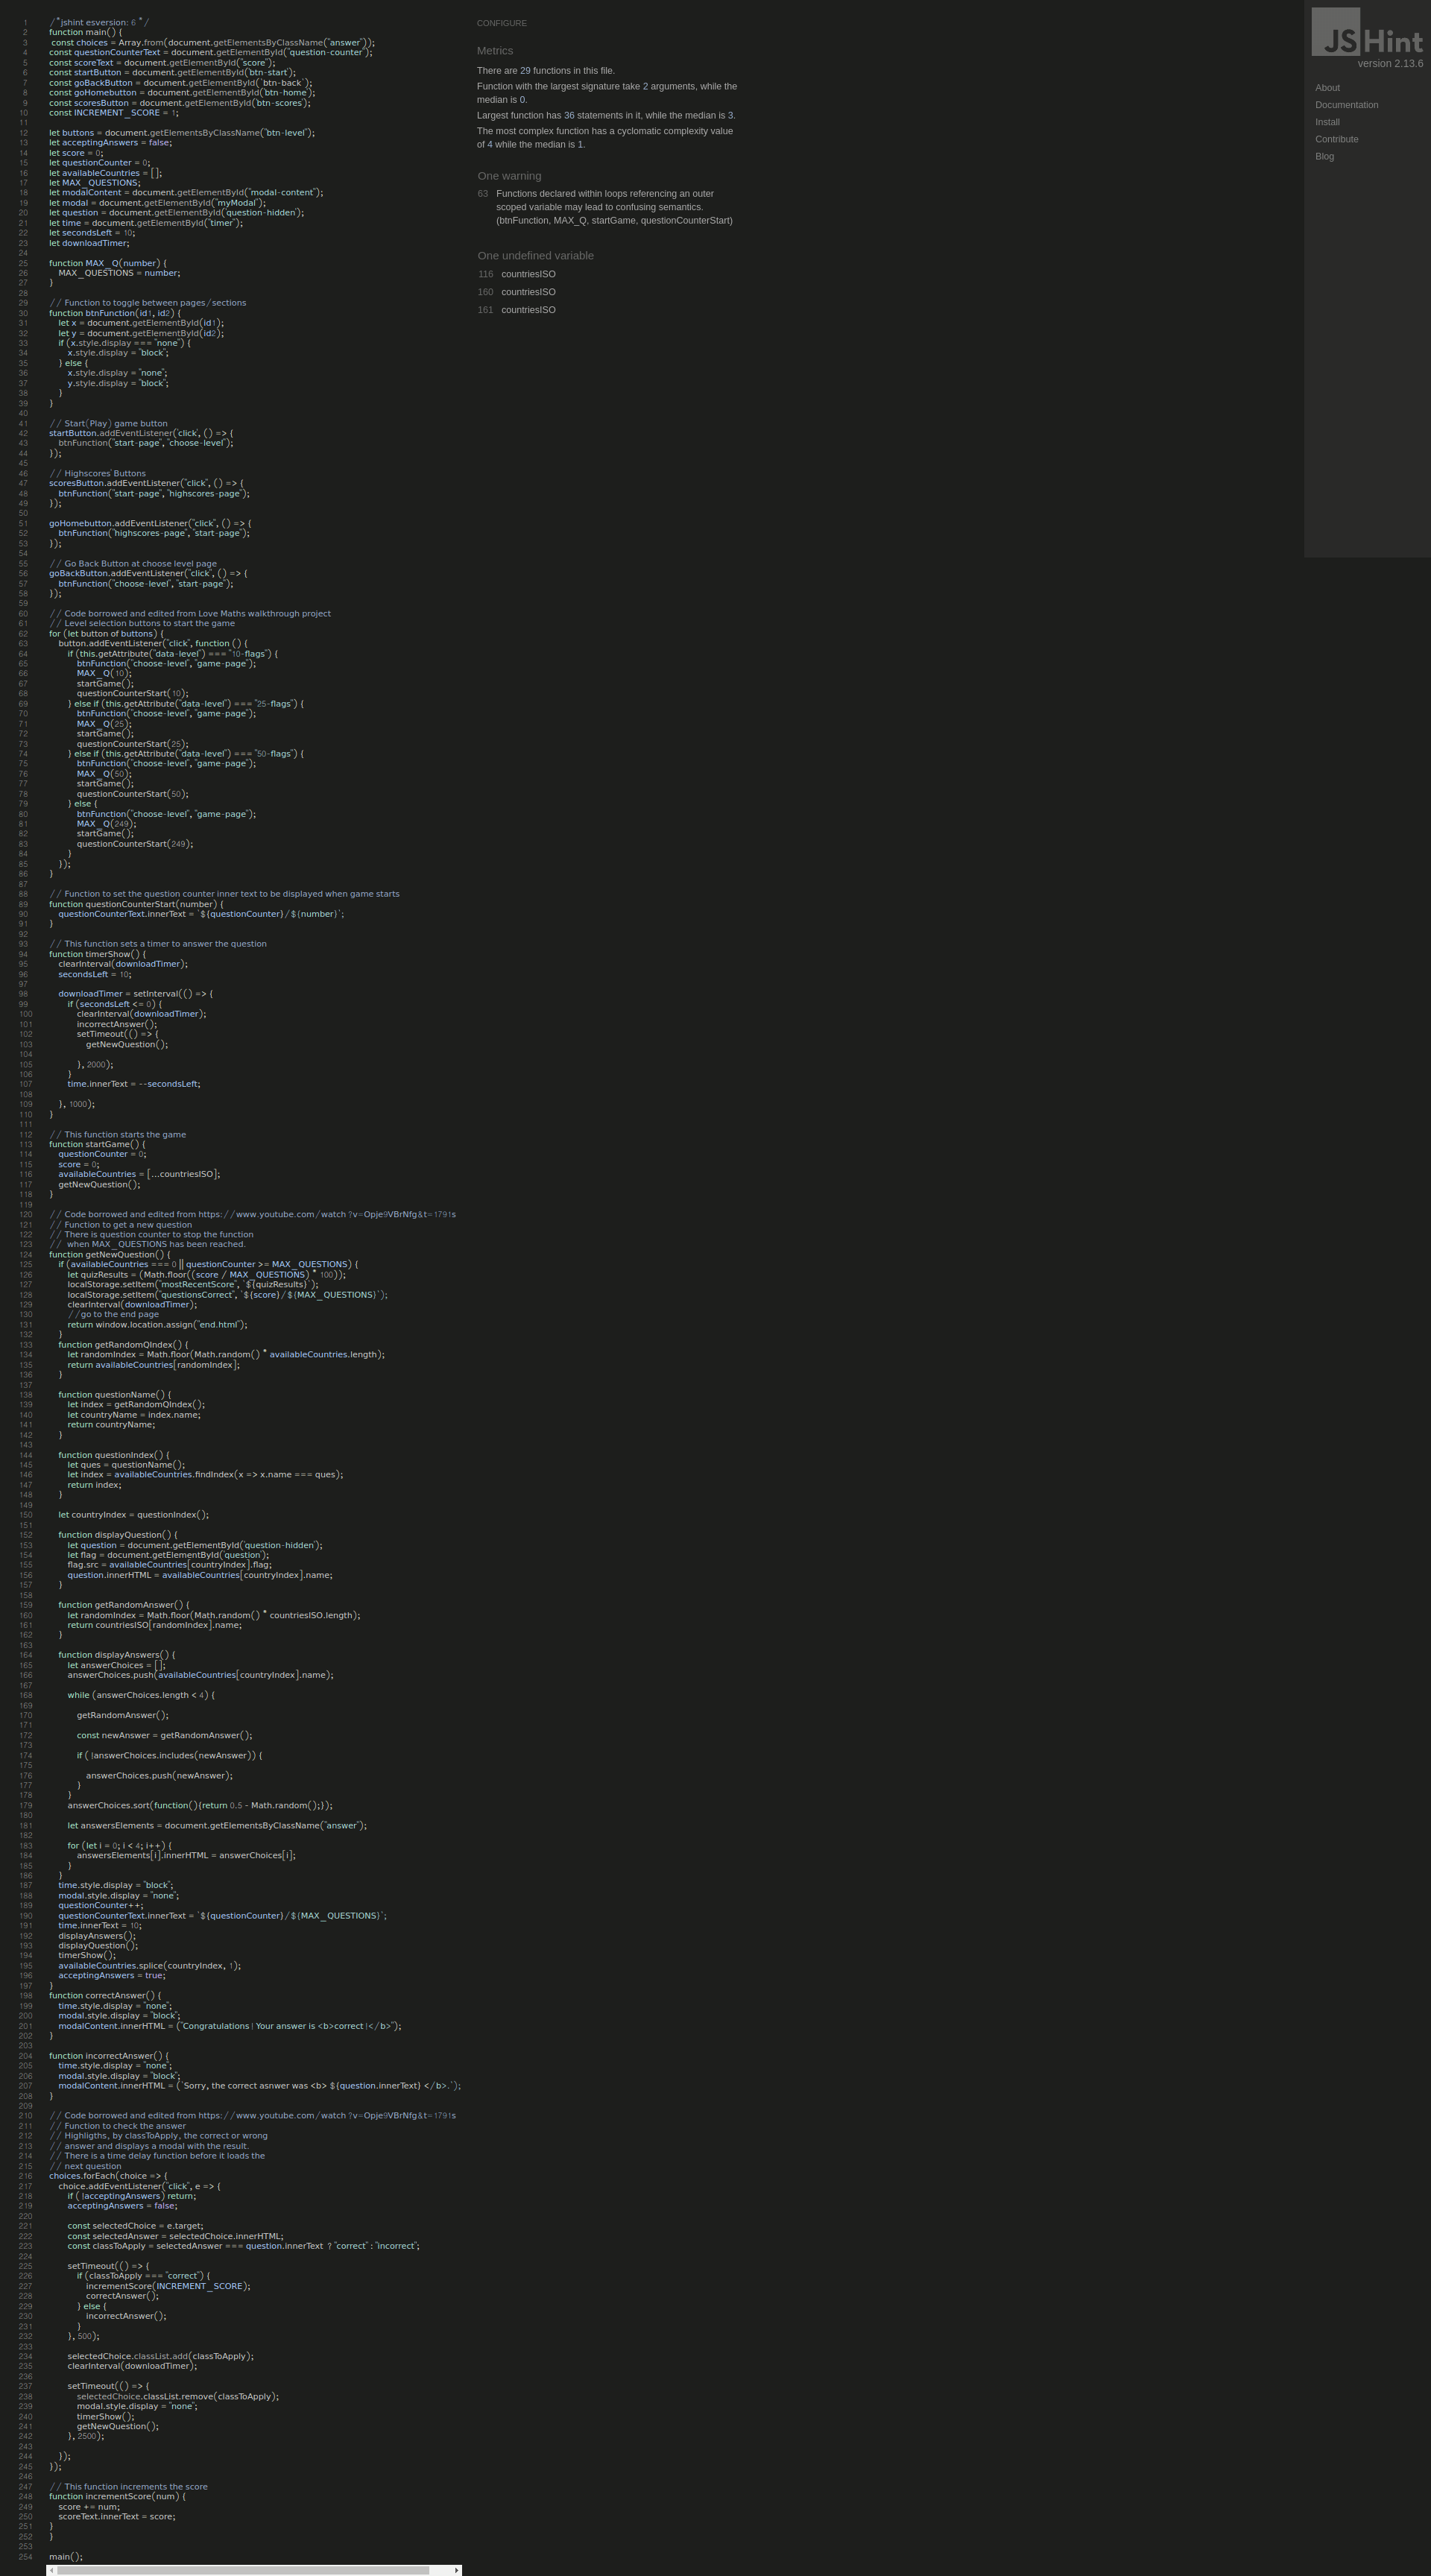 1 /*jshint esversion: 6 */
2 function main() {
3 const choices = Array.from(document.getElementsByClassName("answer"));
4 const questionCounterText = document.getElementById("question-counter");
5 const scoreText = document.getElementById("score");
6 const startButton = document.getElementById('btn-start');
7 const goBackButton = document.getElementById(`btn-back`);
8 const goHomebutton = document.getElementById('btn-home');
9 const scoresButton = document.getElementById('btn-scores');
10 const INCREMENT_SCORE = 1;
11
12 let buttons = document.getElementsByClassName("btn-level");
13 let acceptingAnswers = false;
14 let score = 0;
15 let questionCounter = 0;
16 let availableCountries = [];
17 let MAX_QUESTIONS;
18 let modalContent = document.getElementById("modal-content");
19 let modal = document.getElementById("myModal");
20 let question = document.getElementById('question-hidden');
21 let time = document.getElementById("timer");
22 let secondsLeft = 10;
23 let downloadTimer;
24
25 function MAX_Q(number) {
26 MAX_QUESTIONS = number;
27 }
28
29 // Function to toggle between pages/sections
30 function btnFunction(id1, id2) {
31 let x = document.getElementById(id1);
32 let y = document.getElementById(id2);
33 if (x.style.display === "none") {
34 x.style.display = "block";
35 } else {
36 x.style.display = "none";
37 y.style.display = "block";
38 }
39 }
40
41 // Start(Play) game button
42 startButton.addEventListener('click', () => {
43 btnFunction("start-page", "choose-level");
44 });
45
46 // Highscores' Buttons
47 scoresButton.addEventListener("click", () => {
48 btnFunction("start-page", "highscores-page");
49 });
50
51 goHomebutton.addEventListener("click", () => {
52 btnFunction("highscores-page", "start-page");
53 });
54
55 // Go Back Button at choose level page
56 goBackButton.addEventListener("click", () => {
57 btnFunction("choose-level", "start-page");
58 });
59
60 // Code borrowed and edited from Love Maths walkthrough project
61 // Level selection buttons to start the game
62 for (let button of buttons) {
63 button.addEventListener("click", function () {
64 if (this.getAttribute("data-level") === "10-flags") {
65 btnFunction("choose-level", "game-page");
66 MAX_Q(10);
67 startGame();
68 questionCounterStart(10);
69 } else if (this.getAttribute("data-level") === "25-flags") {
70 btnFunction("choose-level", "game-page");
71 MAX_Q(25);
72 startGame();
73 questionCounterStart(25);
74 } else if (this.getAttribute("data-level") === "50-flags") {
75 btnFunction("choose-level", "game-page");
76 MAX_Q(50);
77 startGame();
78 questionCounterStart(50);
79 } else {
80 btnFunction("choose-level", "game-page");
81 MAX_Q(249);
82 startGame();
83 questionCounterStart(249);
84 }
85 });
86 }
87
88 // Function to set the question counter inner text to be displayed when game starts
89 function questionCounterStart(number) {
90 questionCounterText.innerText = `${questionCounter}/${number}`;
91 }
92
93 // This function sets a timer to answer the question
94 function timerShow() {
95 clearInterval(downloadTimer);
96 secondsLeft = 10;
97
98 downloadTimer = setInterval(() => {
99 if (secondsLeft <= 0) {
100 clearInterval(downloadTimer);
101 incorrectAnswer();
102 setTimeout(() => {
103 getNewQuestion();
104
105 }, 2000);
106 }
107 time.innerText = --secondsLeft;
108
109 }, 1000);
110 }
111
112 // This function starts the game
113 function startGame() {
114 questionCounter = 0;
115 score = 0;
116 availableCountries = [...countriesISO];
117 getNewQuestion();
118 }
119
120 // Code borrowed and edited from https://www.youtube.com/watch?v=Opje9VBrNfg&t=1791s
121 // Function to get a new question
122 // There is question counter to stop the function
123 // when MAX_QUESTIONS has been reached.
124 function getNewQuestion() {
125 if (availableCountries === 0 || questionCounter >= MAX_QUESTIONS) {
126 let quizResults = (Math.floor((score / MAX_QUESTIONS) * 100));
127 localStorage.setItem("mostRecentScore", `${quizResults}`);
128 localStorage.setItem("questionsCorrect", `${score}/${MAX_QUESTIONS}`);
129 clearInterval(downloadTimer);
130 //go to the end page
131 return window.location.assign("end.html");
132 }
133 function getRandomQIndex() {
134 let randomIndex = Math.floor(Math.random() * availableCountries.length);
135 return availableCountries[randomIndex];
136 }
137
138 function questionName() {
139 let index = getRandomQIndex();
140 let countryName = index.name;
141 return countryName;
142 }
143
144 function questionIndex() {
145 let ques = questionName();
146 let index = availableCountries.findIndex(x => x.name === ques);
147 return index;
148 }
149
150 let countryIndex = questionIndex();
151
152 function displayQuestion() {
153 let question = document.getElementById('question-hidden');
154 let flag = document.getElementById('question');
155 flag.src = availableCountries[countryIndex].flag;
156 question.innerHTML = availableCountries[countryIndex].name;
157 }
158
159 function getRandomAnswer() {
160 let randomIndex = Math.floor(Math.random() * countriesISO.length);
161 return countriesISO[randomIndex].name;
162 }
163
164 function displayAnswers() {
165 let answerChoices = [];
166 answerChoices.push(availableCountries[countryIndex].name);
167
168 while (answerChoices.length < 4) {
169
170 getRandomAnswer();
171
172 const newAnswer = getRandomAnswer();
173
174 if ( !answerChoices.includes(newAnswer)) {
175
176 answerChoices.push(newAnswer);
177 }
178 }
179 answerChoices.sort(function(){return 0.5 - Math.random();});
180
181 let answersElements = document.getElementsByClassName("answer");
182
183 for (let i = 0; i < 4; i++) {
184 answersElements[i].innerHTML = answerChoices[i];
185 }
186 }
187 time.style.display = "block";
188 modal.style.display = "none";
189 questionCounter++;
190 questionCounterText.innerText = `${questionCounter}/${MAX_QUESTIONS}`;
191 time.innerText = 10;
192 displayAnswers();
193 displayQuestion();
194 timerShow();
195 availableCountries.splice(countryIndex, 1);
196 acceptingAnswers = true;
197 }
198 function correctAnswer() {
199 time.style.display = "none";
200 modal.style.display = "block";
201 modalContent.innerHTML = ("Congratulations! Your answer is <b>correct!</b>");
202 }
203
204 function incorrectAnswer() {
205 time.style.display = "none";
206 modal.style.display = "block";
207 modalContent.innerHTML = (`Sorry, the correct asnwer was <b> ${question.innerText} </b>.`);
208 }
209
210 // Code borrowed and edited from https://www.youtube.com/watch?v=Opje9VBrNfg&t=1791s
211 // Function to check the answer
212 // Highligths, by classToApply, the correct or wrong
213 // answer and displays a modal with the result.
214 // There is a time delay function before it loads the
215 // next question
216 choices.forEach(choice => {
217 choice.addEventListener("click", e => {
218 if ( !acceptingAnswers) return;
219 acceptingAnswers = false;
220
221 const selectedChoice = e.target;
222 const selectedAnswer = selectedChoice.innerHTML;
223 const classToApply = selectedAnswer === question.innerText ? "correct" : "incorrect";
224
225 setTimeout(() => {
226 if (classToApply === "correct") {
227 incrementScore(INCREMENT_SCORE);
228 correctAnswer();
229 } else {
230 incorrectAnswer();
231 }
232 }, 500);
233
234 selectedChoice.classList.add(classToApply);
235 clearInterval(downloadTimer);
236
237 setTimeout(() => {
238 selectedChoice.classList.remove(classToApply);
239 modal.style.display = "none";
240 timerShow();
241 getNewQuestion();
242 }, 2500);
243
244 });
245 });
246
247 // This function increments the score
248 function incrementScore(num) {
249 score += num;
250 scoreText.innerText = score;
251 }
252 }
253
254 main();
CONFIGURE
Metrics
There are 29 functions in this file.
Function with the largest signature take 2 arguments, while the
median is 0.
Largest function has 36 statements in it, while the median is 3.
The most complex function has a cyclomatic complexity value
of 4 while the median is 1.
One warning
63 Functions declared within loops referencing an outer
scoped variable may lead to confusing semantics.
(btnFunction, MAX_Q, startGame, questionCounterStart)
One undefined variable
116 countriesISO
160 countriesISO
161 countriesISO
JSHint
version 2.13.6
About
Documentation
Install
Contribute
Blog